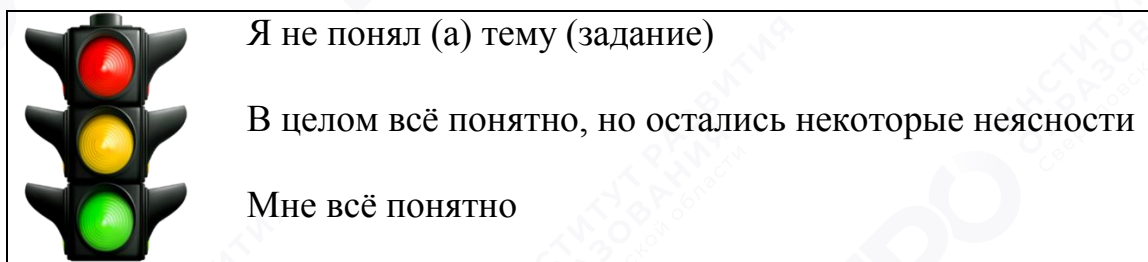 Я не понял (а) тему (задание)
В целом всё понятно, но остались некоторые неясности
Мне всё понятно